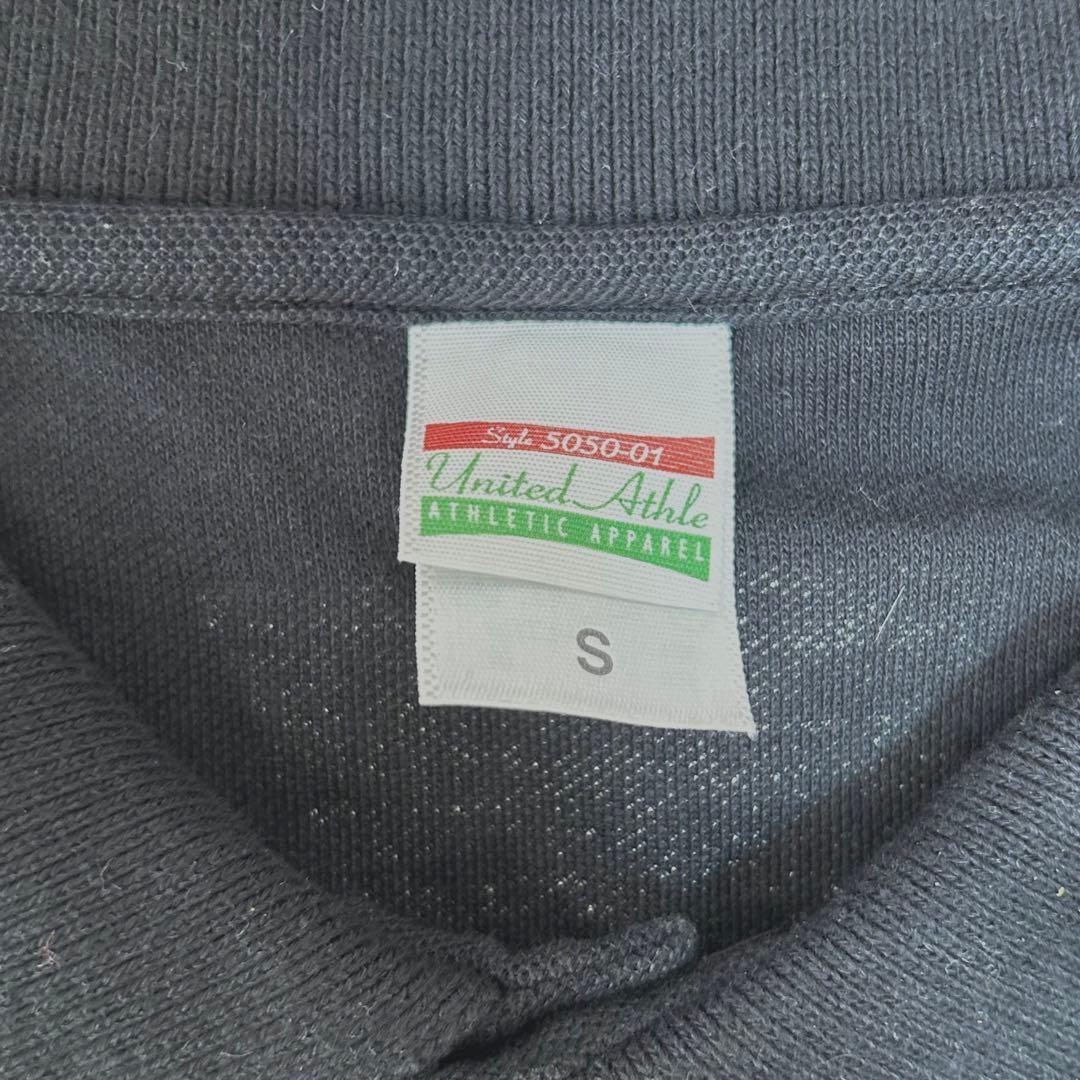 Style 5050-01
United Athle
ATHLETIC APPAREL
S